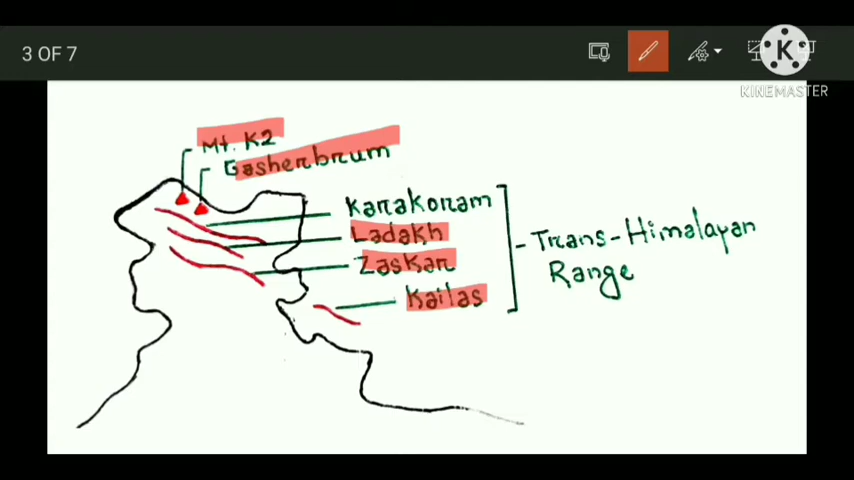 3 OF 7
KINEMASTER
Mt. K2
Gasherbrum
Karakoram
Ladakh
Zaskar
Kailas
Trans-Himalayan
Range